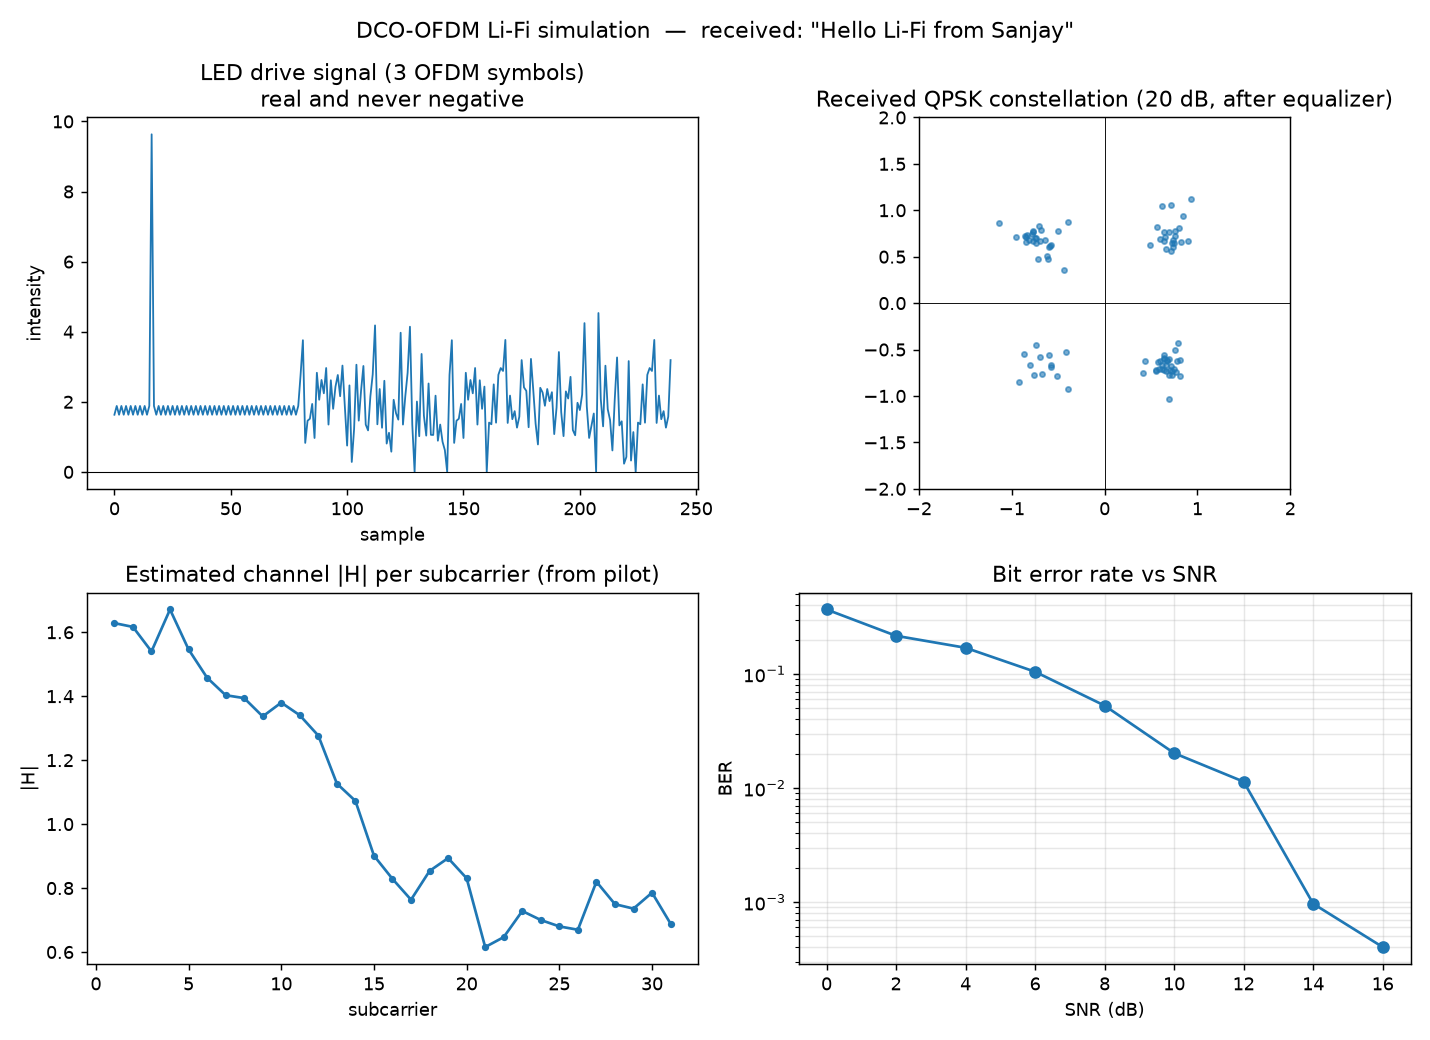 DCO-OFDM Li-Fi simulation — received: "Hello Li-Fi from Sanjay"
LED drive signal (3 OFDM symbols)
real and never negative
10
8
6
4
2
0
intensity
0 50 100 150 200 250
sample
Received QPSK constellation (20 dB, after equalizer)
2.0
1.5
1.0
0.5
0.0
−0.5
−1.0
−1.5
−2.0
−2 −1 0 1 2
Estimated channel |H| per subcarrier (from pilot)
1.6
1.4
1.2
1.0
0.8
0.6
|H|
0 5 10 15 20 25 30
subcarrier
Bit error rate vs SNR
10⁻¹
10⁻²
10⁻³
BER
0 2 4 6 8 10 12 14 16
SNR (dB)